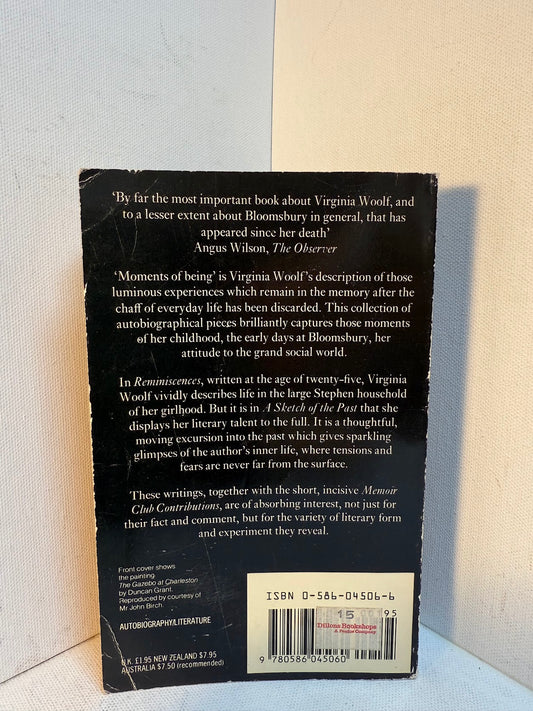 ‘By far the most important book about Virginia Woolf, and
to a lesser extent about Bloomsbury in general, that has
appeared since her death’
Angus Wilson, The Observer
‘Moments of being’ is Virginia Woolf’s description of those
luminous experiences which remain in the memory after the
chaff of everyday life has been discarded. This collection of
autobiographical pieces brilliantly captures those moments
of her childhood, the early days at Bloomsbury, her
attitude to the grand social world.
In Reminiscences, written at the age of twenty-five, Virginia
Woolf vividly describes life in the large Stephen household
of her girlhood. But it is in A Sketch of the Past that she
displays her literary talent to the full. It is a thoughtful,
moving excursion into the past which gives sparkling
glimpses of the author’s inner life, where tensions and
fears are never far from the surface.
These writings, together with the short, incisive Memoir
Club Contributions, are of absorbing interest, not just for
their fact and comment, but for the variety of literary form
and experiment they reveal.
Front cover shows
the painting
The Gazebo at Charleston
by Duncan Grant.
Reproduced by courtesy of
Mr John Birch.
AUTOBIOGRAPHY/LITERATURE
U.K. £1.95 NEW ZEALAND $7.95
AUSTRALIA $7.50 (recommended)
ISBN 0-586-04506-6
15 95
Dillons Bookshops
A Pentos Company
9 780586 045060